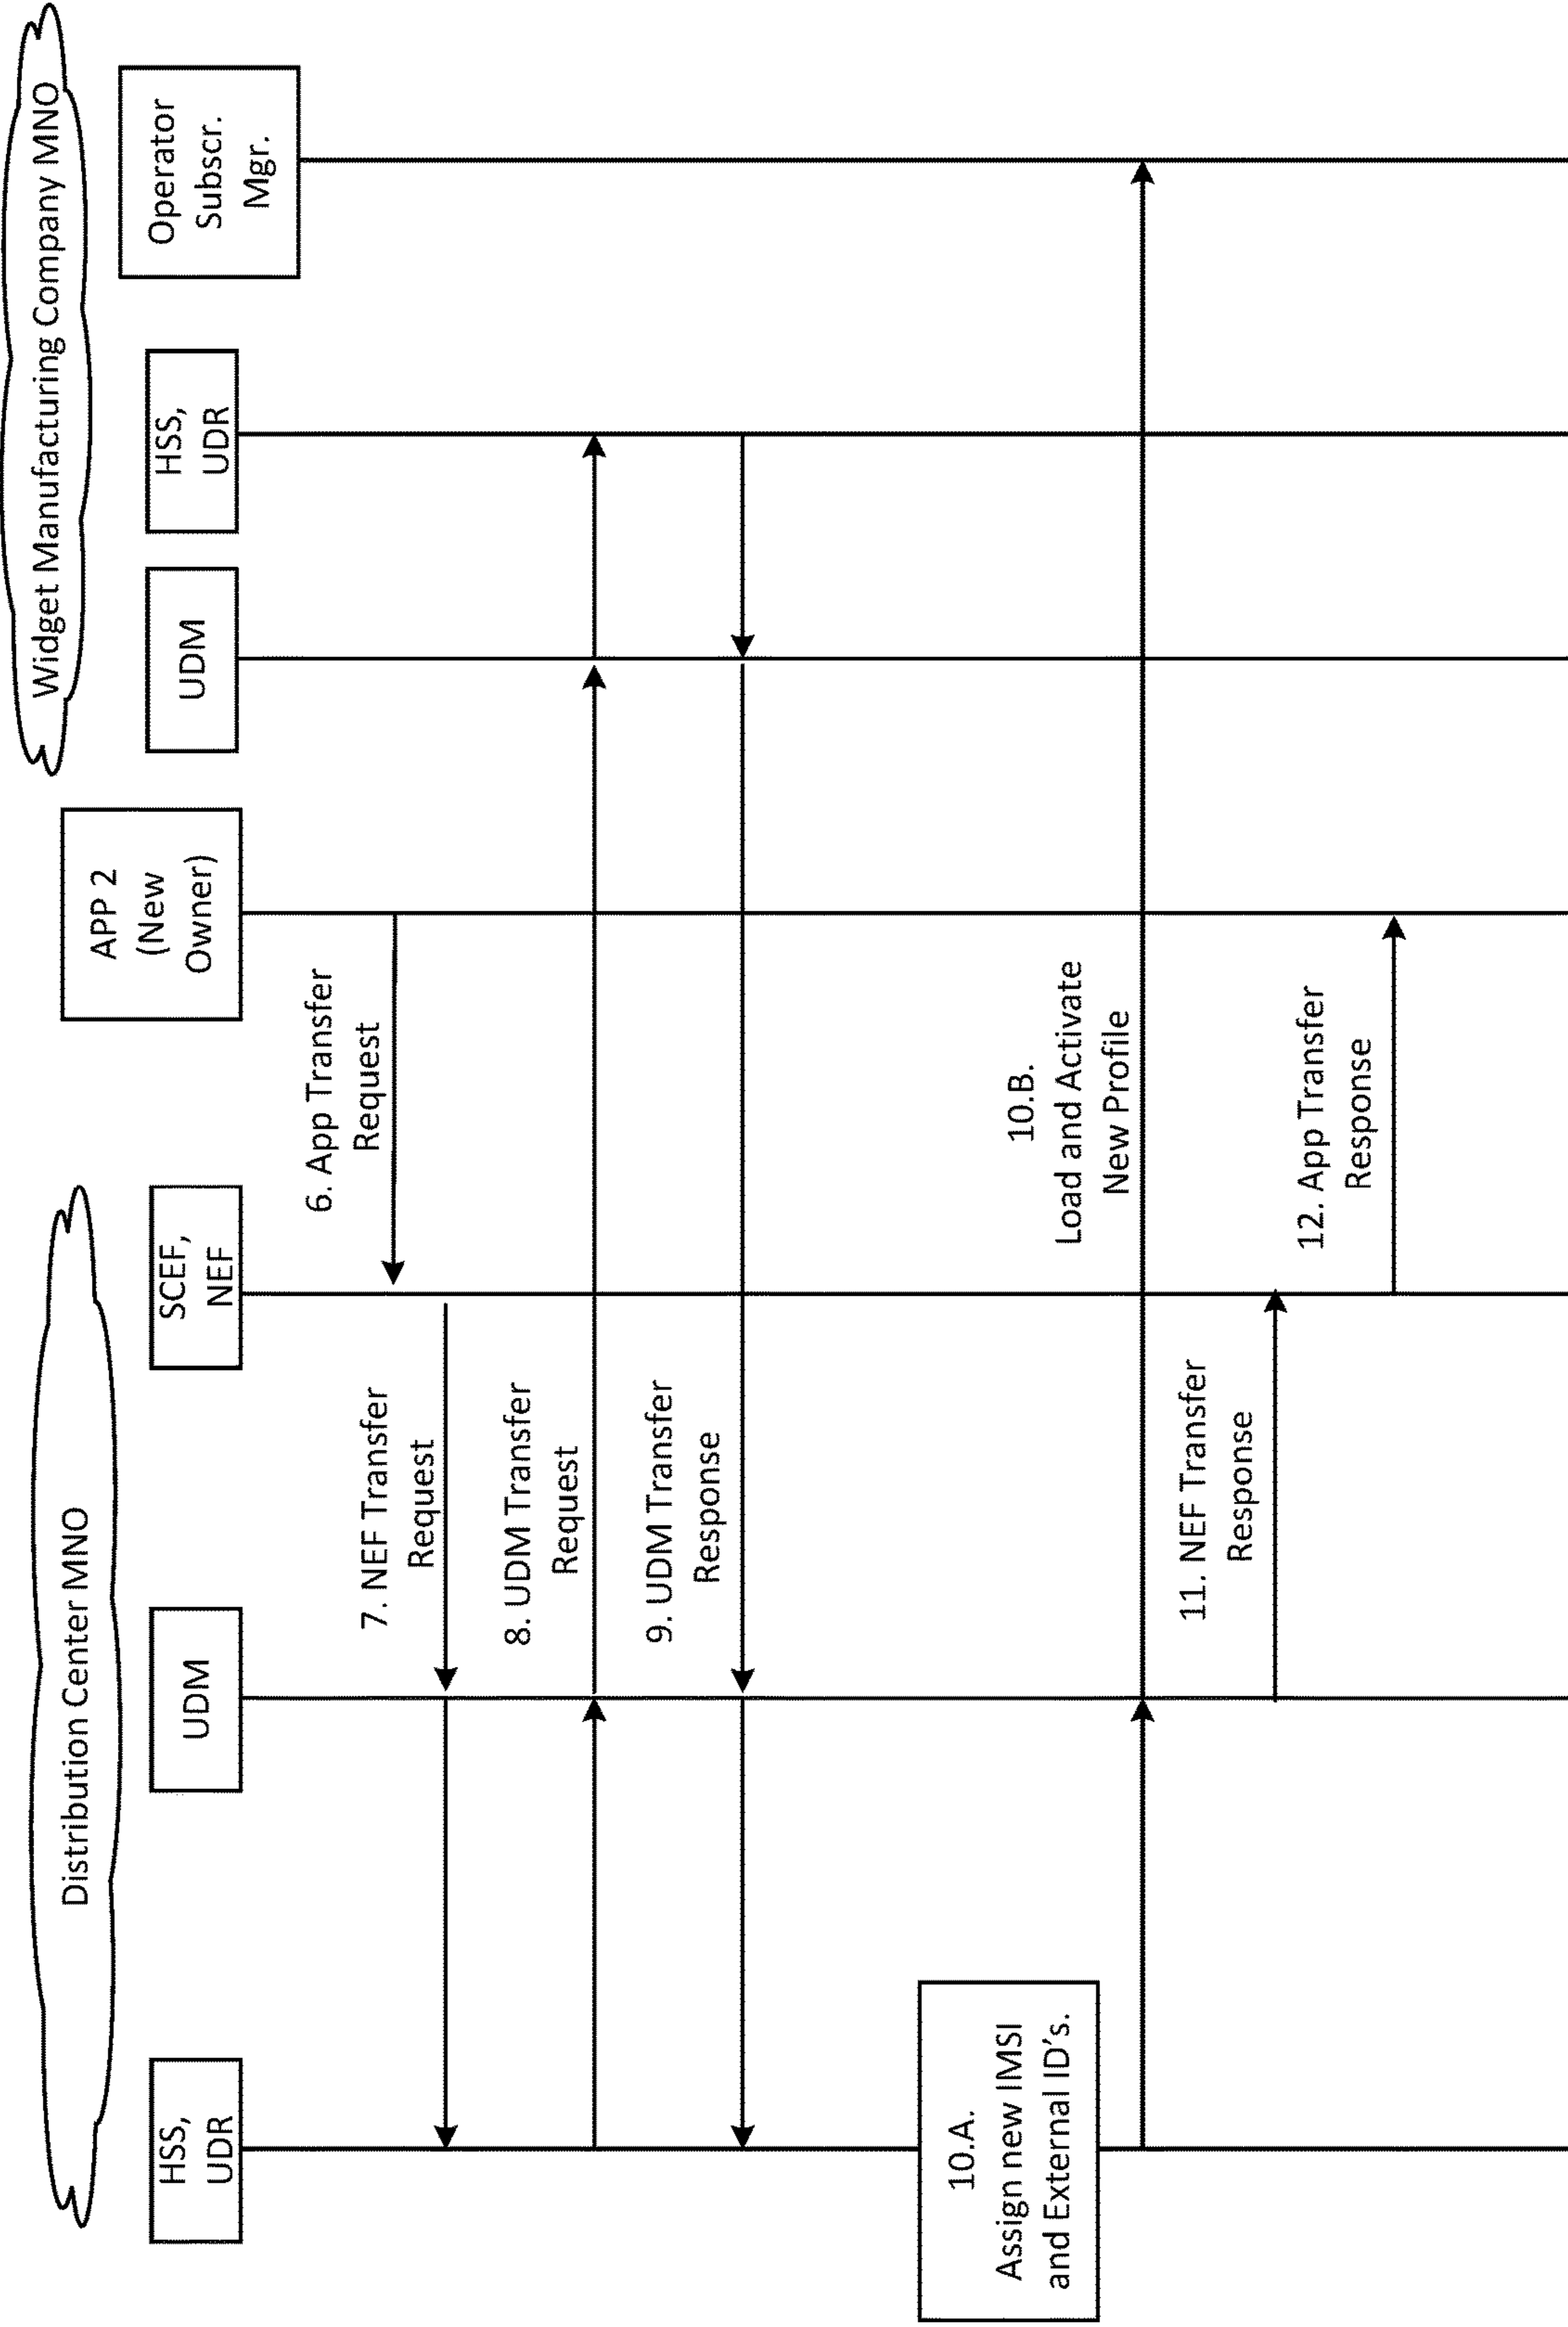 Distribution Center MNO
Widget Manufacturing Company MNO
HSS,
UDR
UDM
SCEF,
NEF
APP 2
(New
Owner)
UDM
HSS,
UDR
Operator
Subscr.
Mgr.
6. App Transfer
Request
7. NEF Transfer
Request
8. UDM Transfer
Request
9. UDM Transfer
Response
10.A.
Assign new IMSI
and External ID's.
10.B.
Load and Activate
New Profile
11. NEF Transfer
Response
12. App Transfer
Response